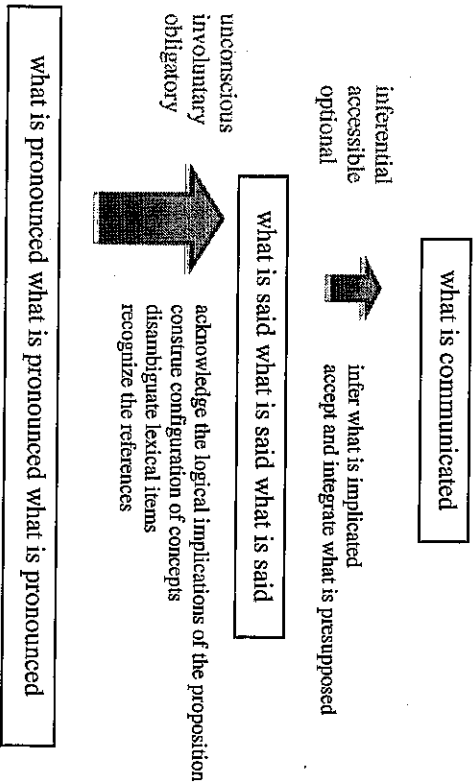 what is communicated
inferential
accessible
optional
infer what is implicated
accept and integrate what is presupposed
what is said what is said what is said
unconscious
involuntary
obligatory
acknowledge the logical implications of the proposition
construe configuration of concepts
disambiguate lexical items
recognize the references
what is pronounced what is pronounced what is pronounced